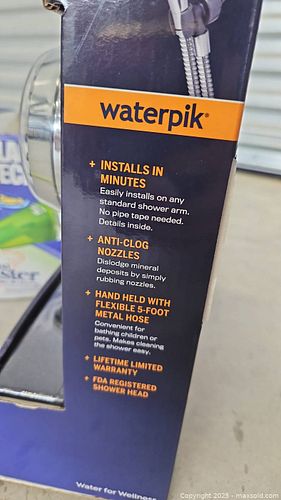 waterpik®
+ INSTALLS IN
MINUTES
Easily installs on any
standard shower arm.
No pipe tape needed.
Details inside.
+ ANTI-CLOG
NOZZLES
Dislodge mineral
deposits by simply
rubbing nozzles.
+ HAND HELD WITH
FLEXIBLE 5-FOOT
METAL HOSE
Convenient for
bathing children or
pets. Makes cleaning
the shower easy.
+ LIFETIME LIMITED
WARRANTY
+ FDA REGISTERED
SHOWER HEAD
Water for Wellness
Copyright 2023 - maxsold.com